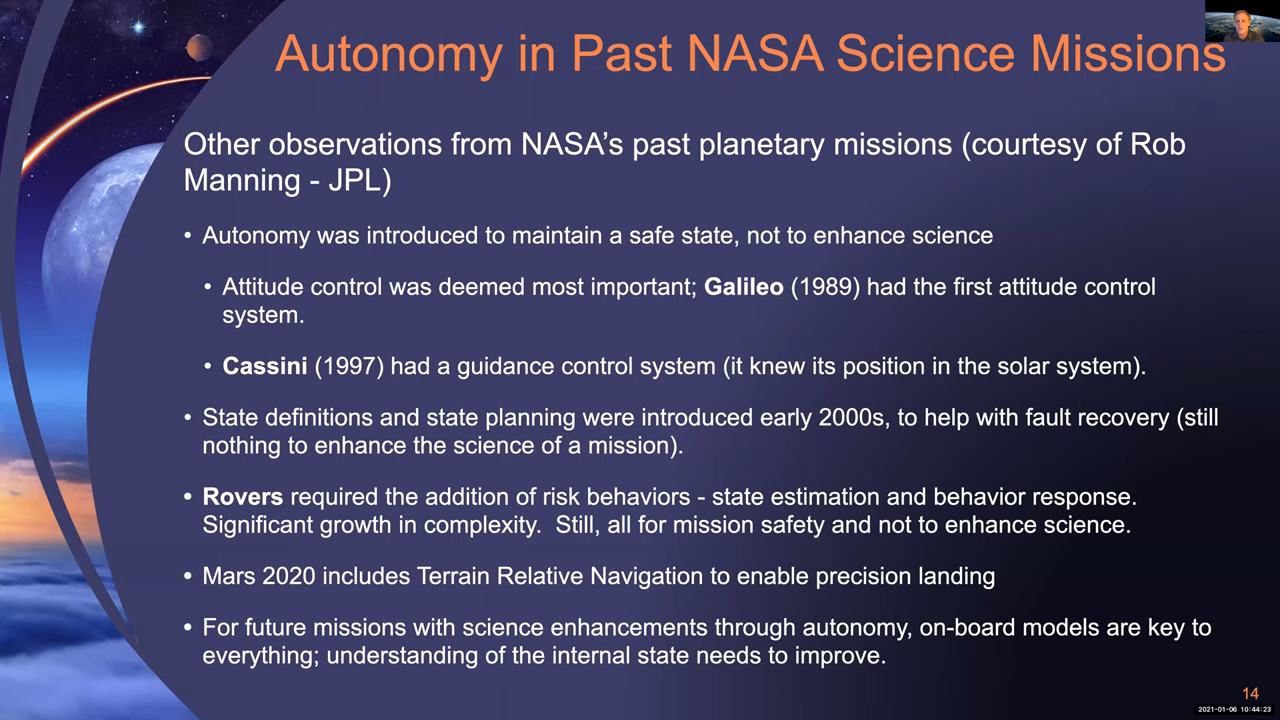 Autonomy in Past NASA Science Missions
Other observations from NASA’s past planetary missions (courtesy of Rob
Manning - JPL)
• Autonomy was introduced to maintain a safe state, not to enhance science
• Attitude control was deemed most important; Galileo (1989) had the first attitude control
system.
• Cassini (1997) had a guidance control system (it knew its position in the solar system).
• State definitions and state planning were introduced early 2000s, to help with fault recovery (still
nothing to enhance the science of a mission).
• Rovers required the addition of risk behaviors - state estimation and behavior response.
Significant growth in complexity.  Still, all for mission safety and not to enhance science.
• Mars 2020 includes Terrain Relative Navigation to enable precision landing
• For future missions with science enhancements through autonomy, on-board models are key to
everything; understanding of the internal state needs to improve.
14
2021-01-06 10:44:23